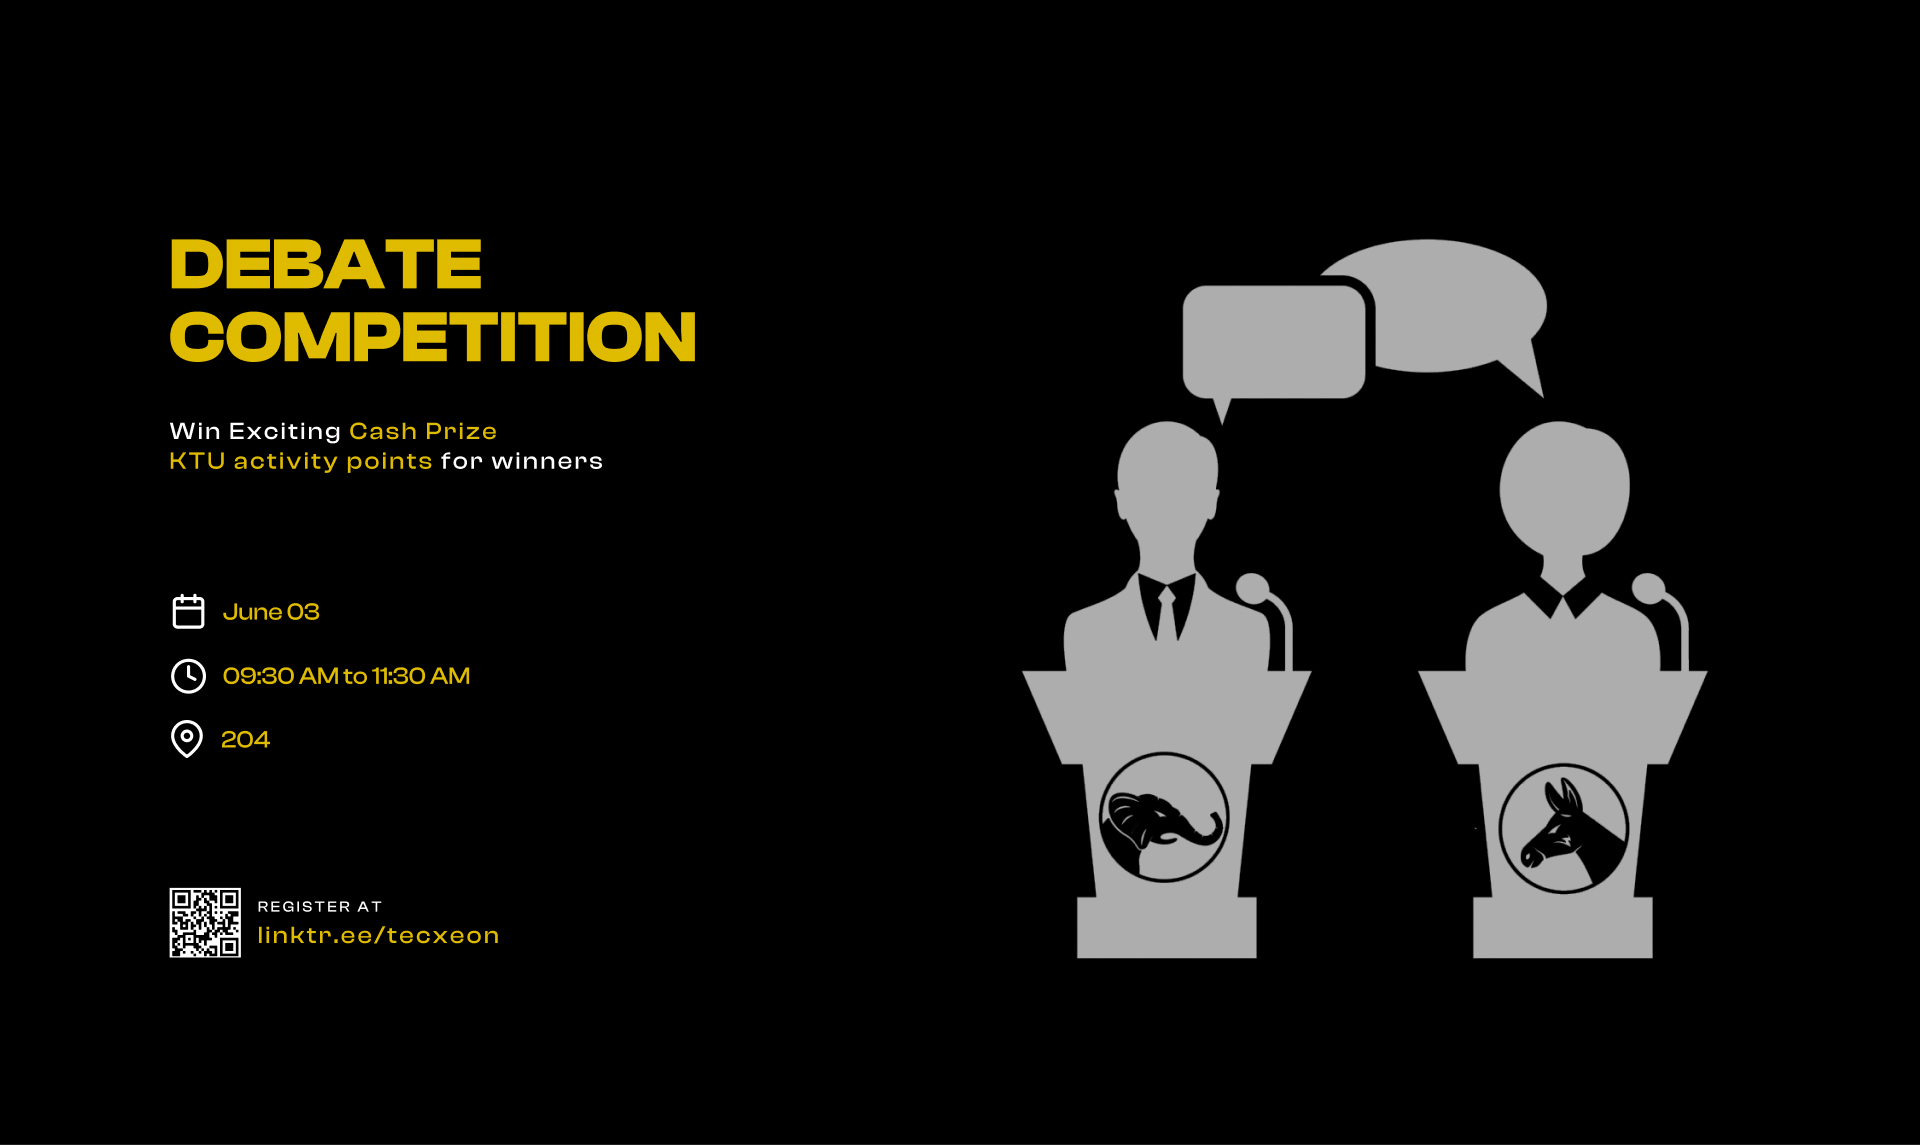 DEBATE
COMPETITION
Win Exciting Cash Prize
KTU activity points for winners
June 03
09:30 AM to 11:30 AM
204
REGISTER AT
linktr.ee/tecxeon